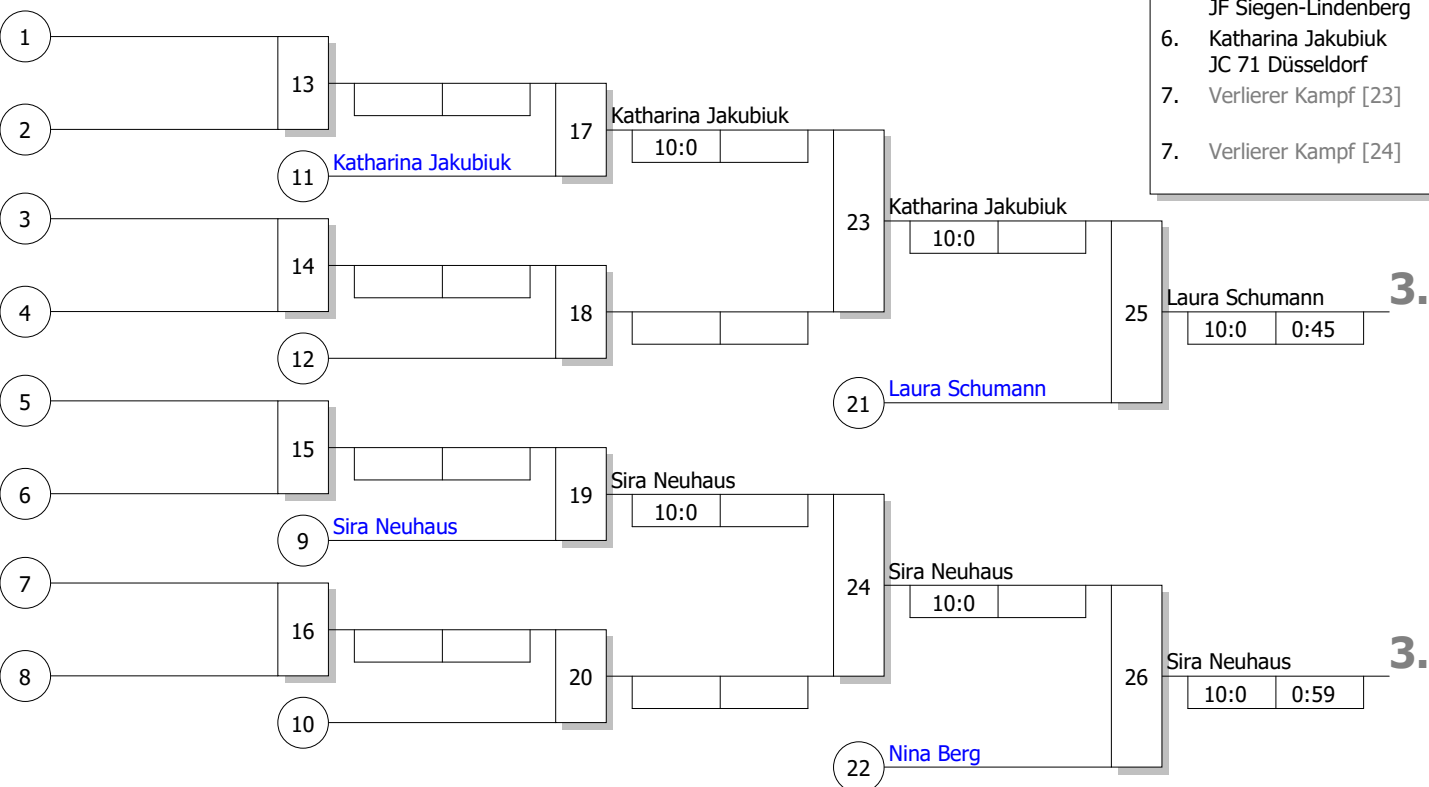 JF Siegen-Lindenberg
6. Katharina Jakubiuk
JC 71 Düsseldorf
7. Verlierer Kampf [23]
7. Verlierer Kampf [24]
1
13
2
17
Katharina Jakubiuk
10:0
11
Katharina Jakubiuk
3
23
Katharina Jakubiuk
10:0
14
4
18
25
Laura Schumann
3.
10:0 0:45
12
5
21
Laura Schumann
15
6
19
Sira Neuhaus
10:0
9
Sira Neuhaus
7
24
Sira Neuhaus
10:0
16
8
20
26
Sira Neuhaus
3.
10:0 0:59
10
22
Nina Berg